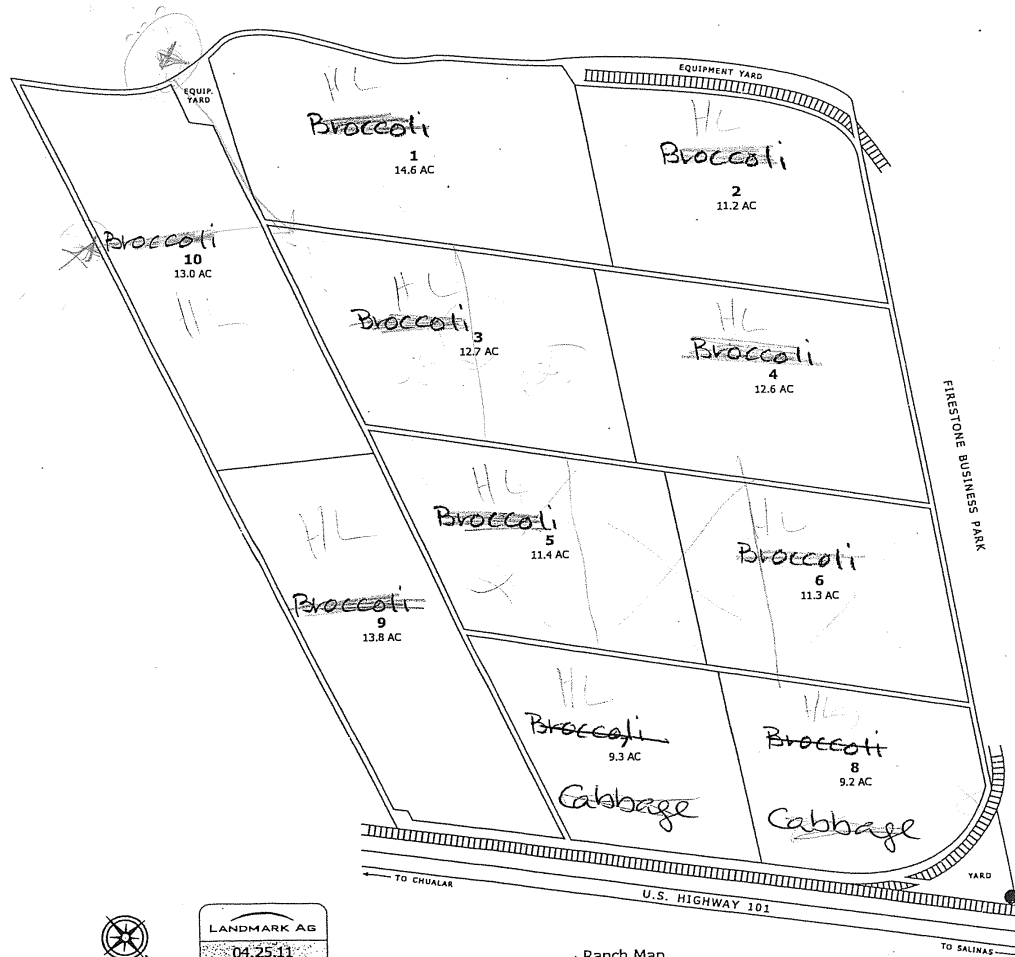 EQUIPMENT YARD
EQUIP.
YARD
HL
Broccoli
1
14.6 AC
HL
Broccoli
2
11.2 AC
Broccoli
10
13.0 AC
HL
HL
Broccoli
3
12.7 AC
HL
Broccoli
4
12.6 AC
FIRESTONE BUSINESS PARK
HL
Broccoli
5
11.4 AC
HL
Broccoli
6
11.3 AC
HL
Broccoli
9
13.8 AC
HL
Broccoli
9.3 AC
Cabbage
HL
Broccoli
8
9.2 AC
Cabbage
YARD
TO CHUALAR
U.S. HIGHWAY 101
TO SALINAS
LANDMARK AG
04.25.11
Ranch Map